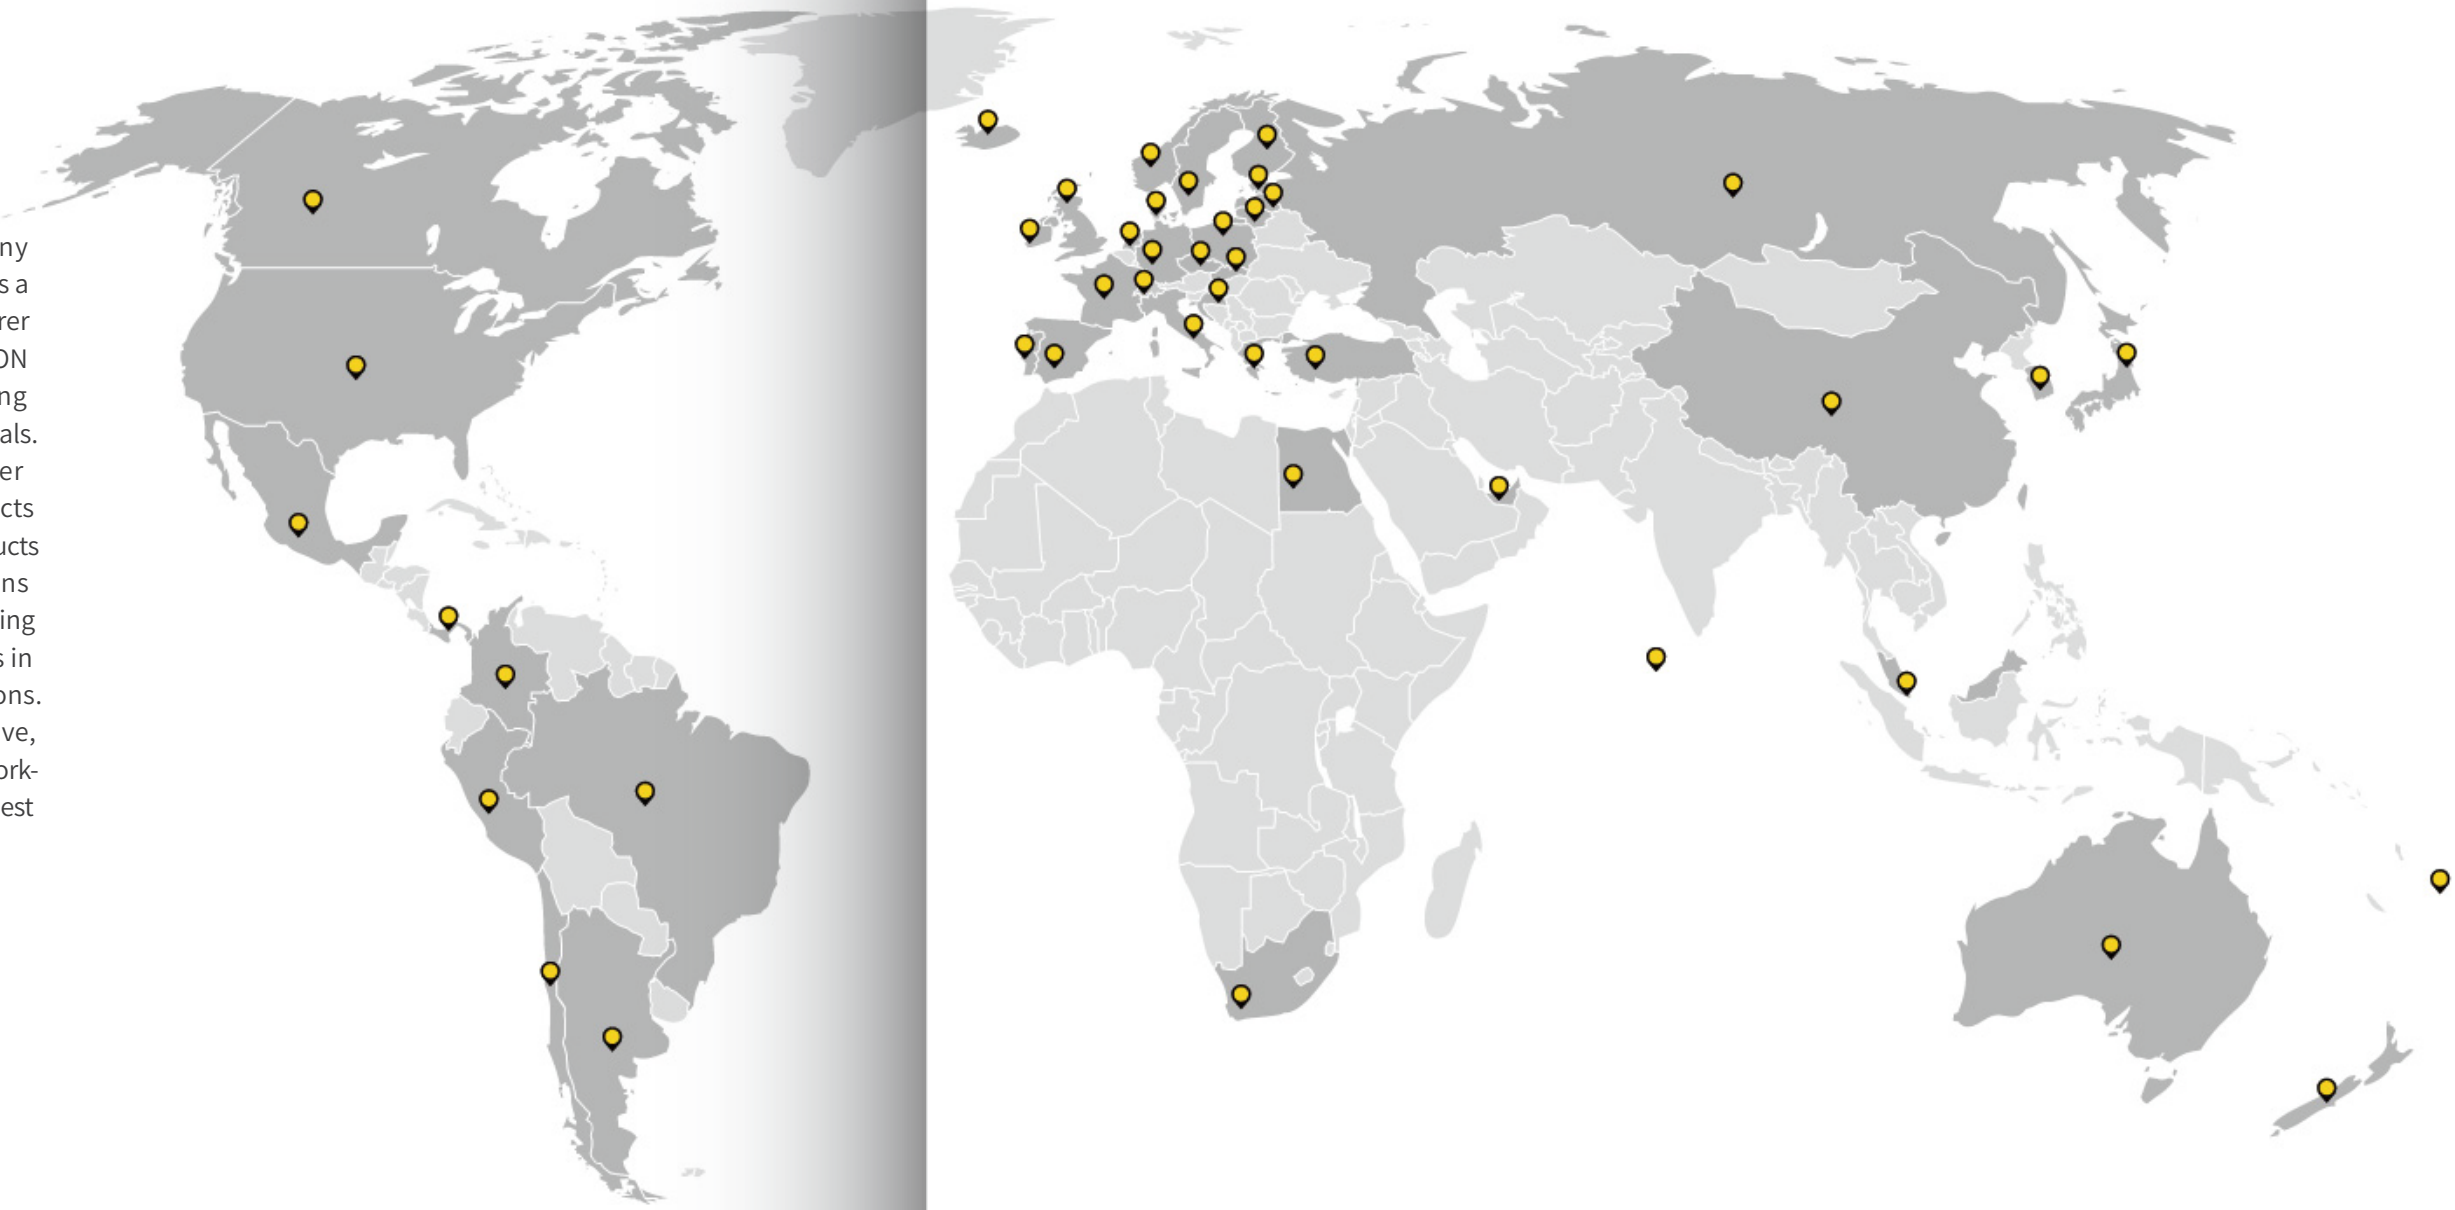 ny
s a
rer
ON
ng
als.
er
cts
ucts
ns
ing
s in
ons.
ve,
ork-
est